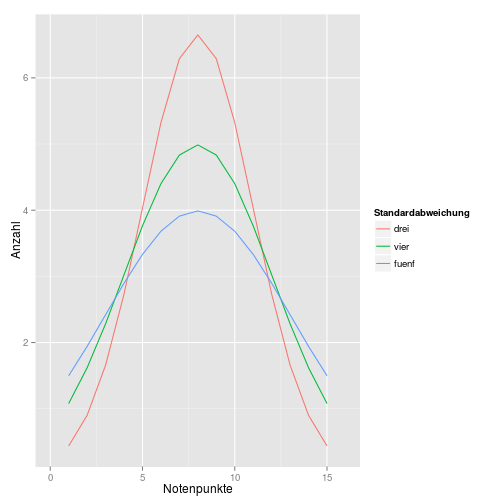 6
4
2
0
5
10
15
Anzahl
Notenpunkte
Standardabweichung
drei
vier
fuenf